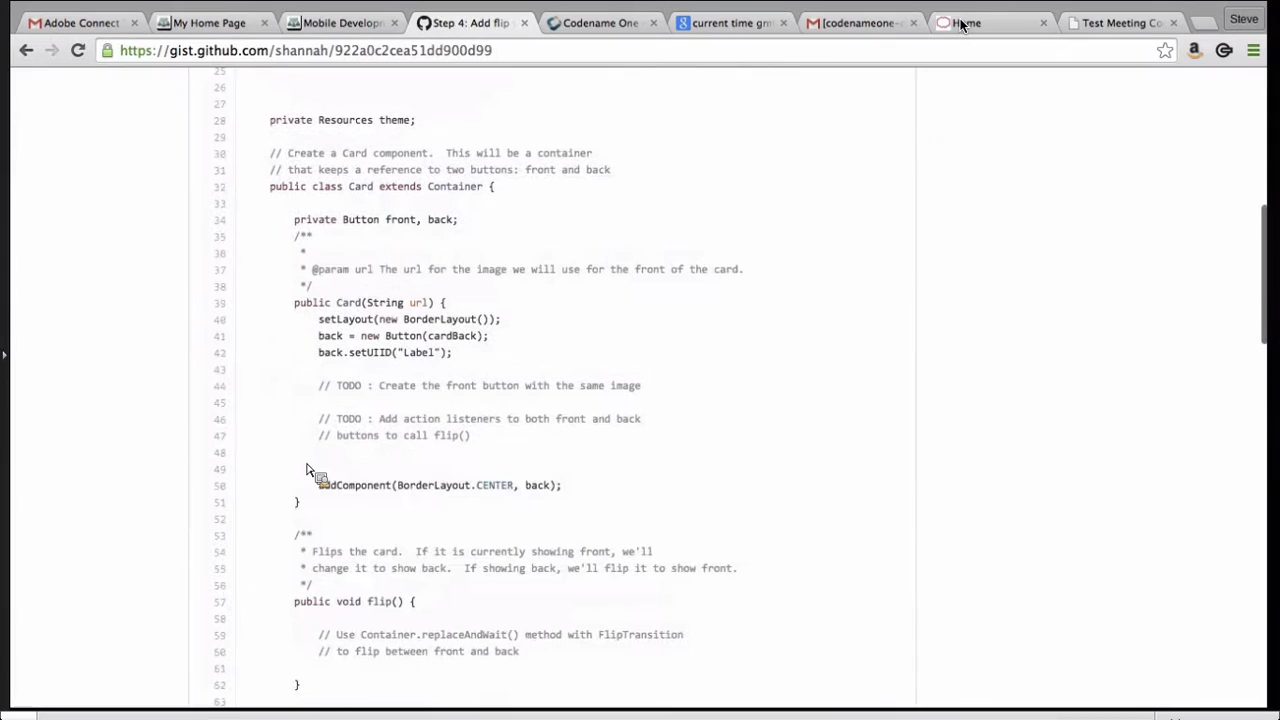 Adobe Connect
My Home Page
Mobile Develop
Step 4: Add flip
Codename One
current time gm
[codenameone-
Home
Test Meeting Co
Steve
https://gist.github.com/shannah/922a0c2cea51dd900d99
25
26
27
28 private Resources theme;
29
30 // Create a Card component. This will be a container
31 // that keeps a reference to two buttons: front and back
32 public class Card extends Container {
33
34 private Button front, back;
35 /**
36 *
37 * @param url The url for the image we will use for the front of the card.
38 */
39 public Card(String url) {
40 setLayout(new BorderLayout());
41 back = new Button(cardBack);
42 back.setUIID("Label");
43
44 // TODO : Create the front button with the same image
45
46 // TODO : Add action listeners to both front and back
47 // buttons to call flip()
48
49
50 addComponent(BorderLayout.CENTER, back);
51 }
52
53 /**
54 * Flips the card. If it is currently showing front, we'll
55 * change it to show back. If showing back, we'll flip it to show front.
56 */
57 public void flip() {
58
59 // Use Container.replaceAndWait() method with FlipTransition
60 // to flip between front and back
61
62 }
63